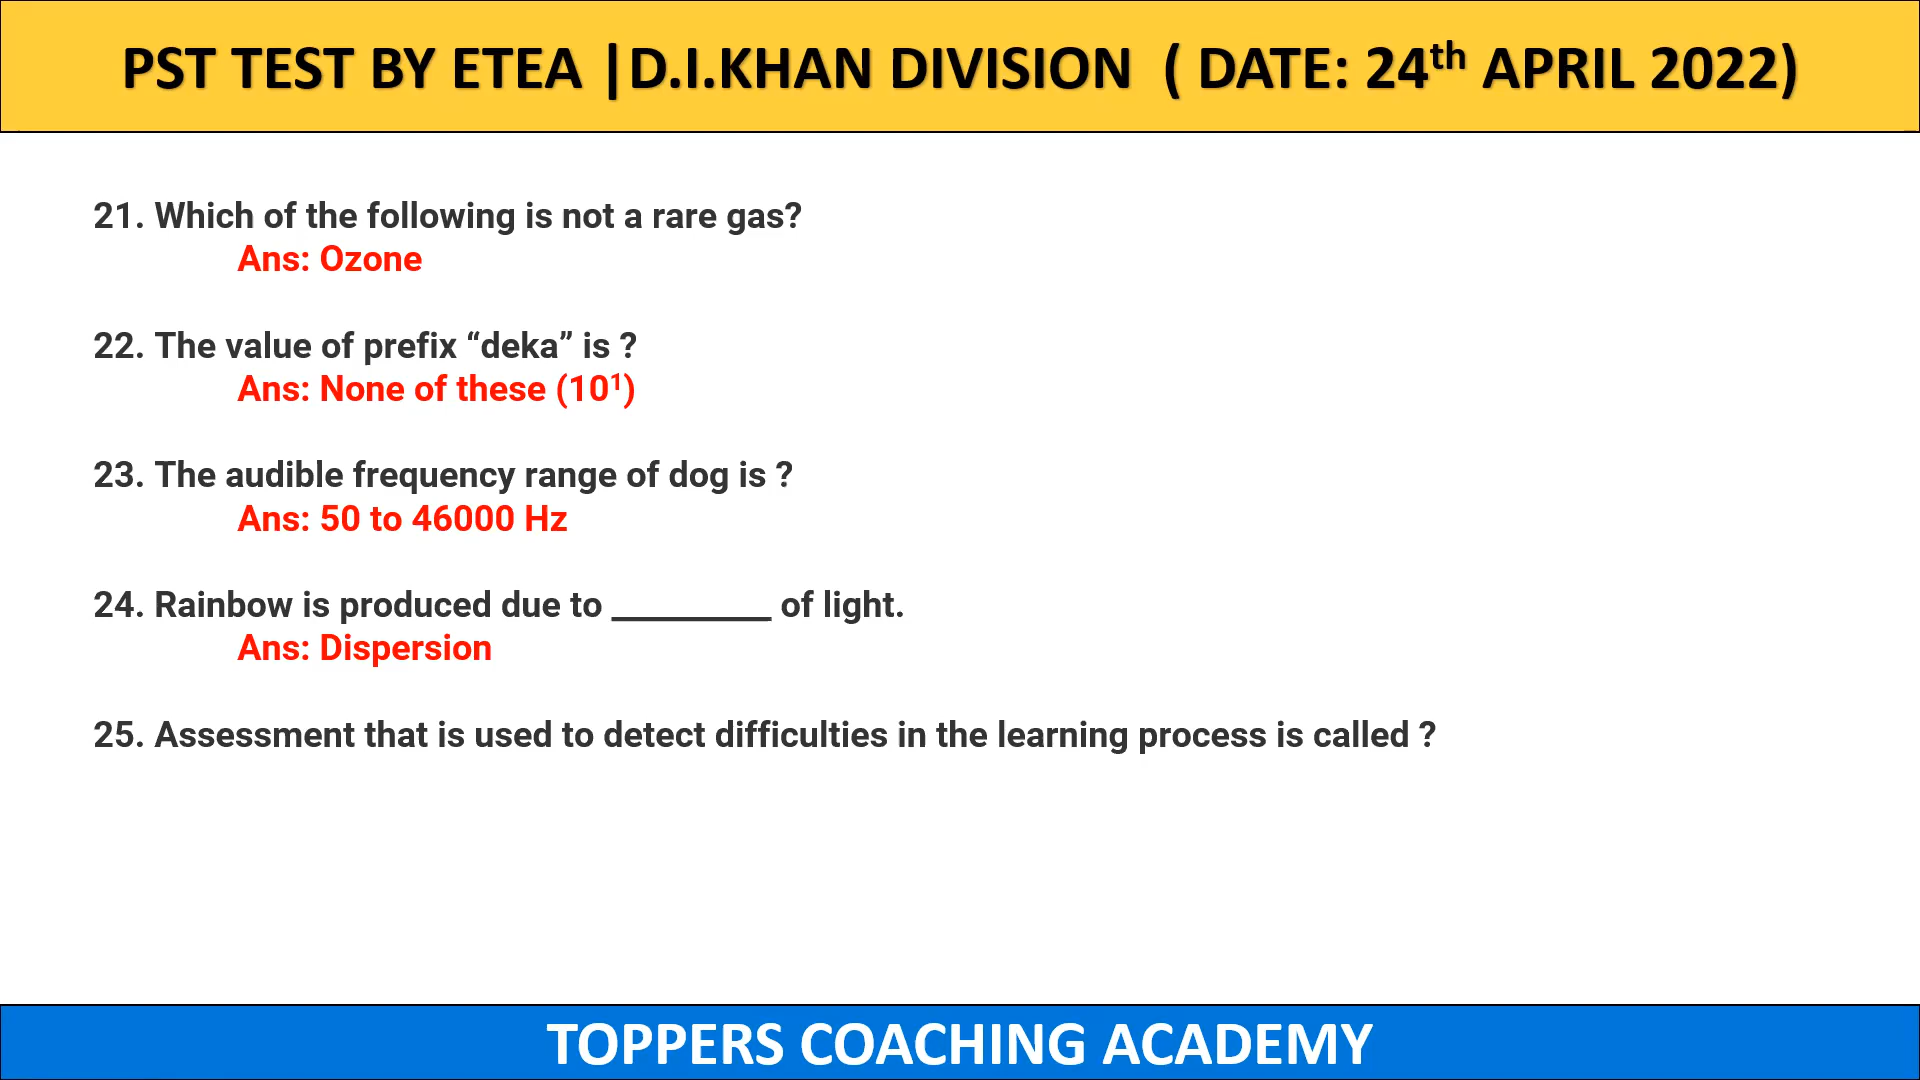 PST TEST BY ETEA |D.I.KHAN DIVISION ( DATE: 24th APRIL 2022)
21. Which of the following is not a rare gas?
Ans: Ozone
22. The value of prefix “deka” is ?
Ans: None of these (10¹)
23. The audible frequency range of dog is ?
Ans: 50 to 46000 Hz
24. Rainbow is produced due to ________ of light.
Ans: Dispersion
25. Assessment that is used to detect difficulties in the learning process is called ?
TOPPERS COACHING ACADEMY